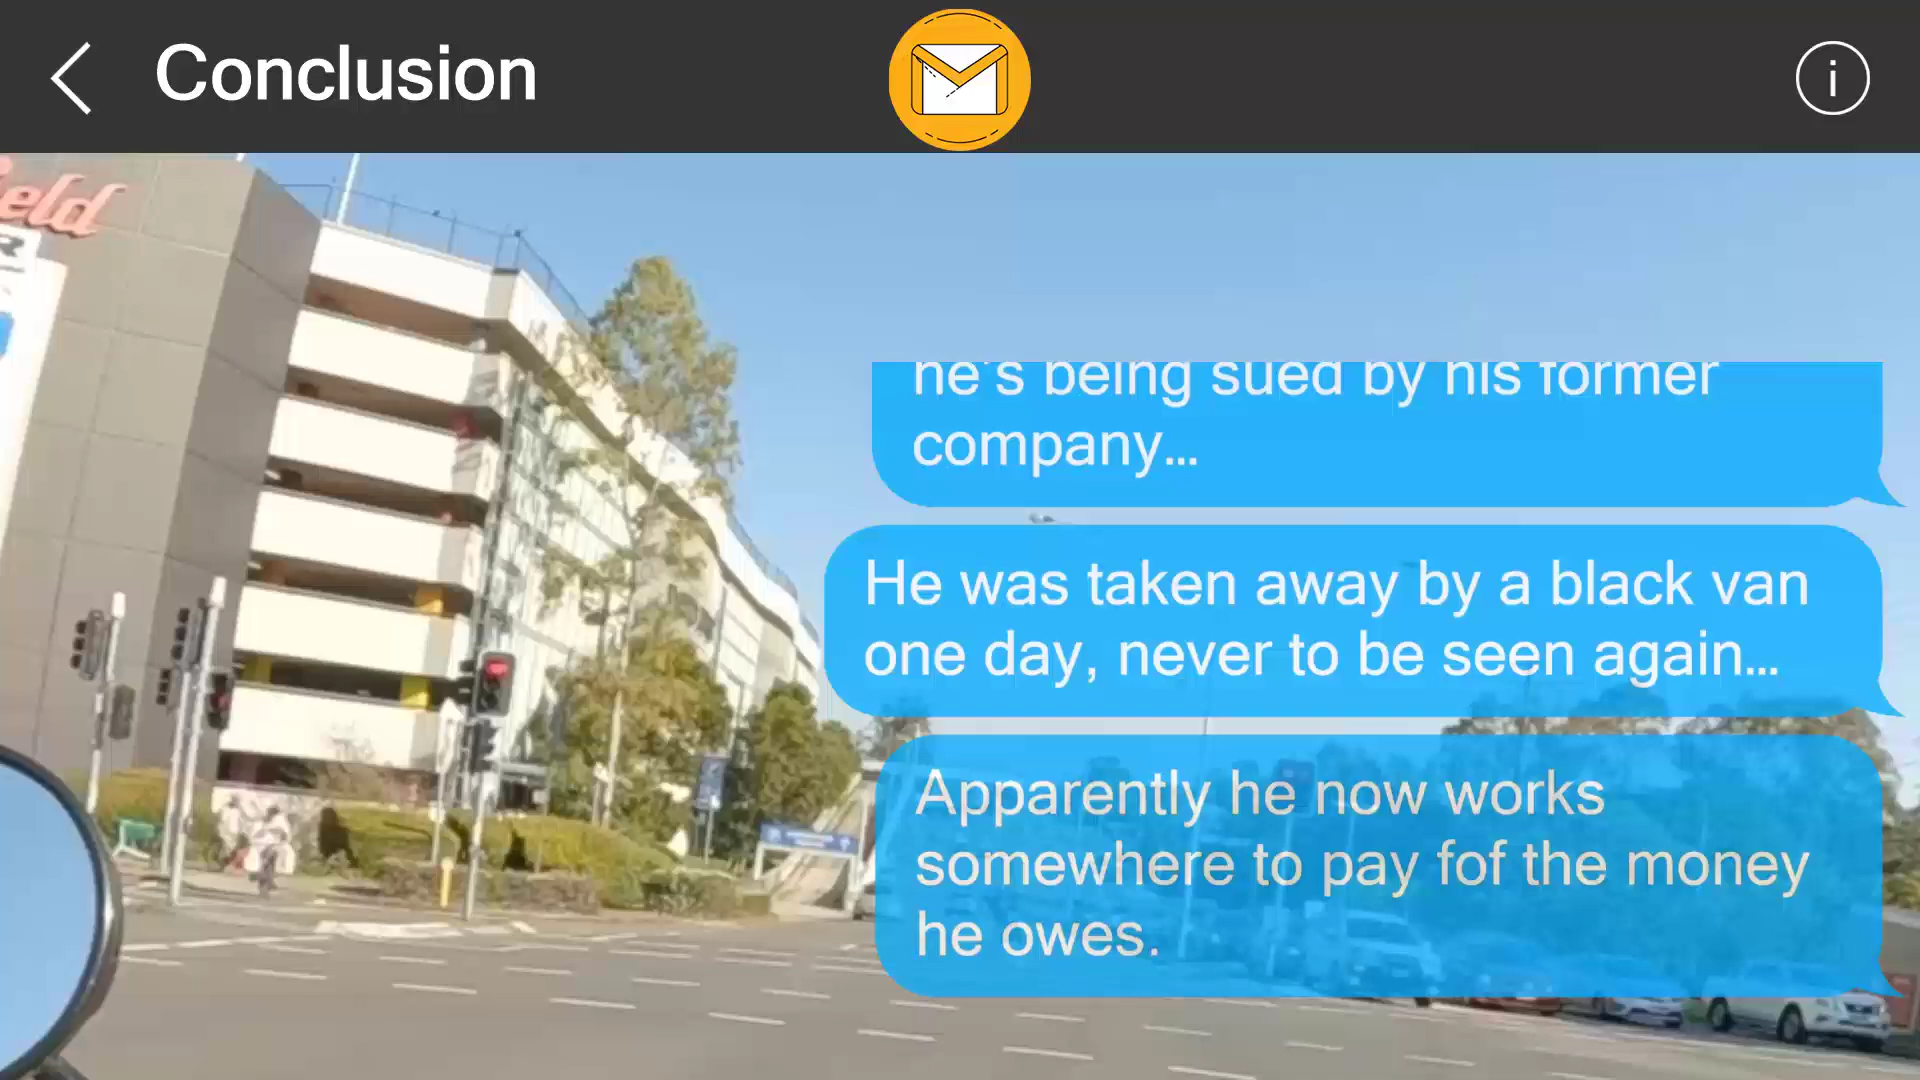 Conclusion
eld
R
he's being sued by his former
company...
He was taken away by a black van
one day, never to be seen again...
Apparently he now works
somewhere to pay fof the money
he owes.